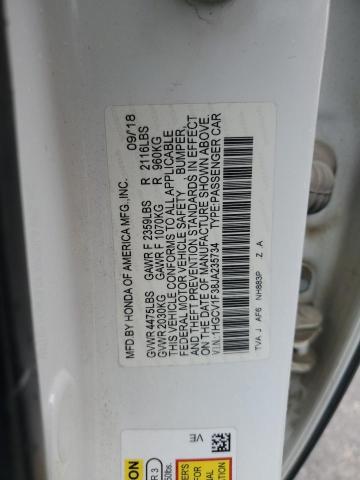 MFD BY HONDA OF AMERICA MFG.,INC. 09/18
GVWR 4475LBS GAWR F 2359LBS R 2116LBS
GVWR 2030KG GAWR F 1070KG R 960KG
THIS VEHICLE CONFORMS TO ALL APPLICABLE
FEDERAL MOTOR VEHICLE SAFETY, BUMPER,
AND THEFT PREVENTION STANDARDS IN EFFECT
ON THE DATE OF MANUFACTURE SHOWN ABOVE.
V.I.N. 1HGCV1F38JA235734 TYPE:PASSENGER CAR
TVA J AF6 NH883P Z A
VE